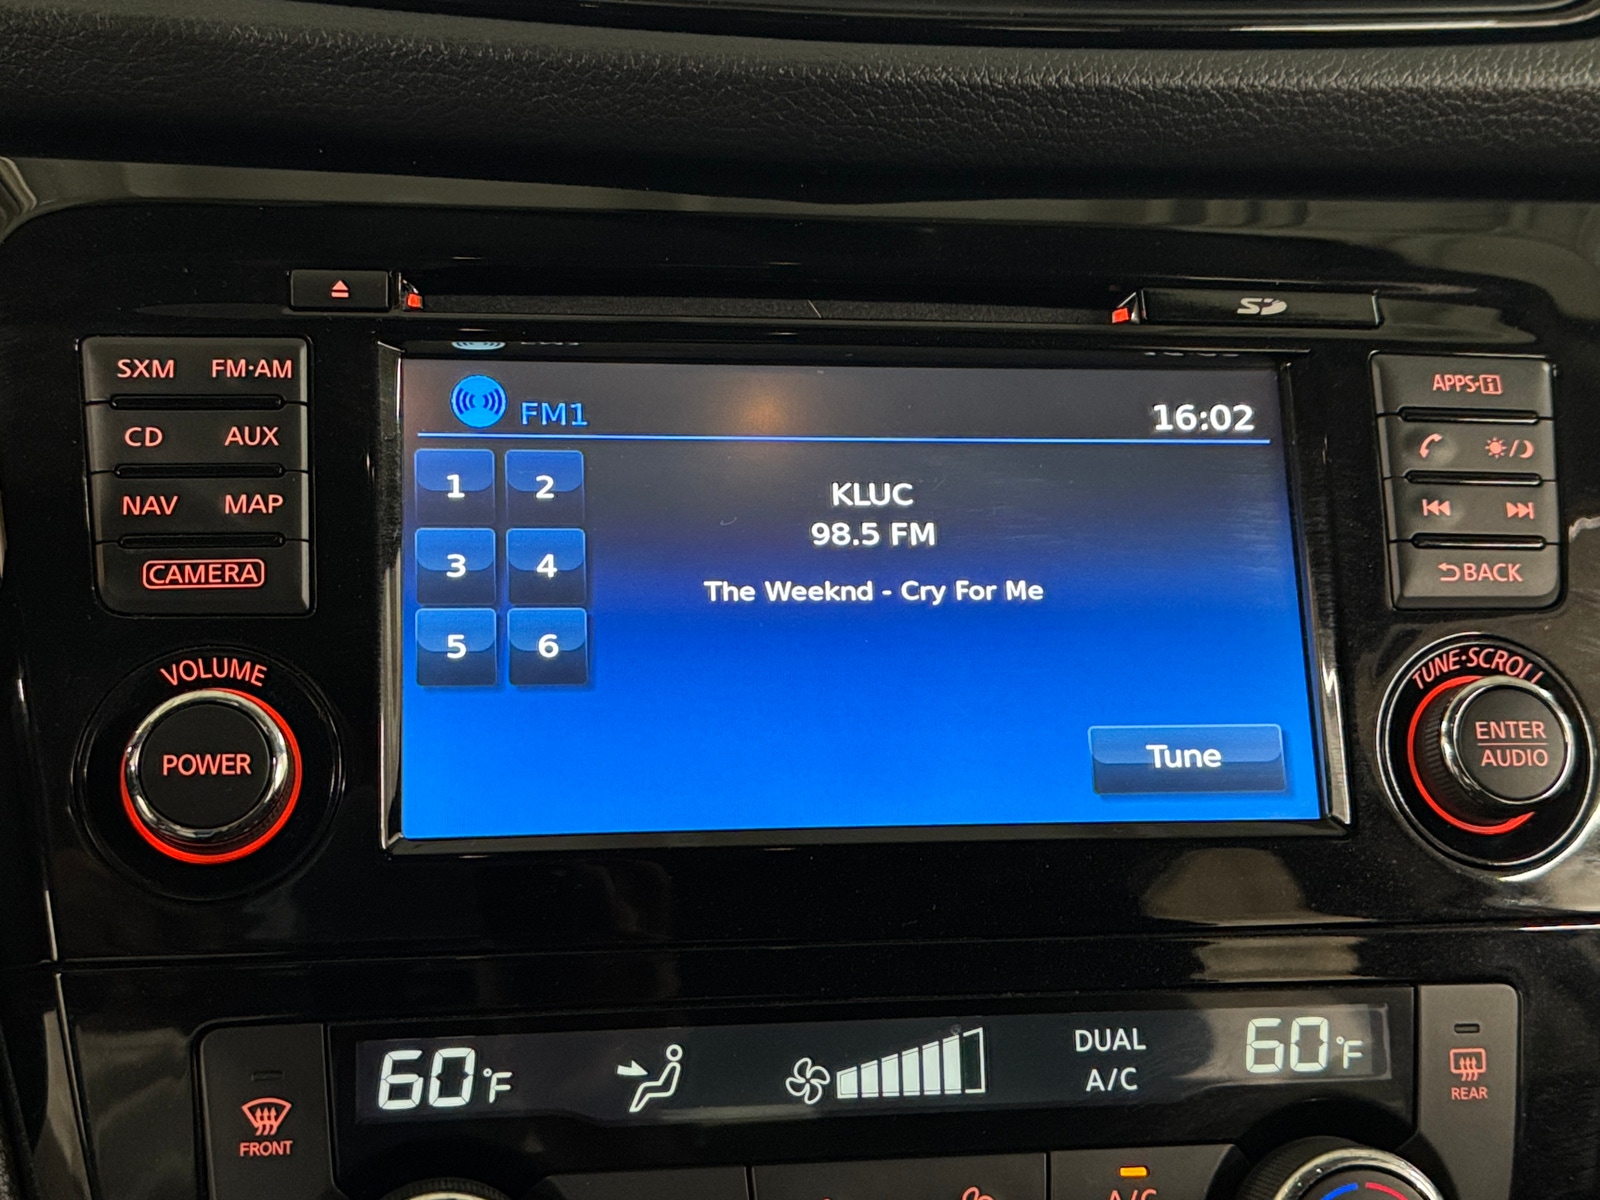 SD
SXM FM·AM
CD AUX
NAV MAP
CAMERA
VOLUME
POWER
FM1 16:02
1 2
3 4
5 6
KLUC
98.5 FM
The Weeknd - Cry For Me
Tune
APPS·i
BACK
TUNE·SCROLL
ENTER
AUDIO
60°F
DUAL
A/C
60°F
FRONT
REAR
A/C